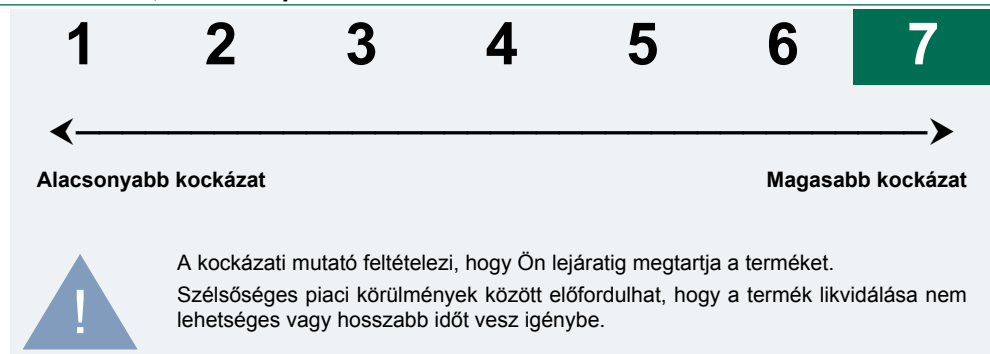 1 2 3 4 5 6 7
Alacsonyabb kockázat Magasabb kockázat
A kockázati mutató feltételezi, hogy Ön lejáratig megtartja a terméket.
Szélsőséges piaci körülmények között előfordulhat, hogy a termék likvidálása nem
lehetséges vagy hosszabb időt vesz igénybe.
!